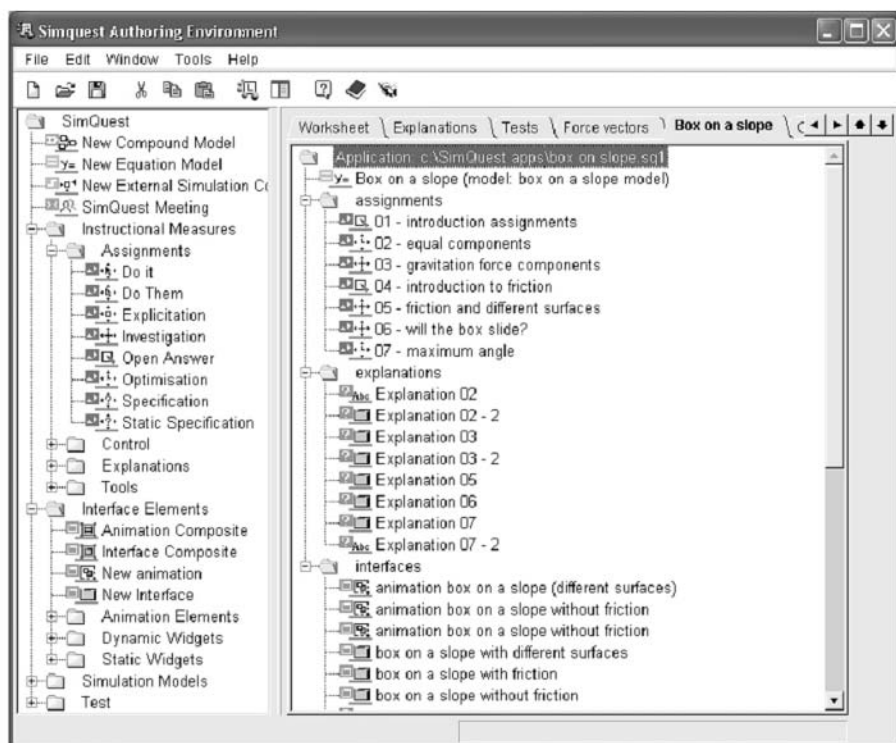 Simquest Authoring Environment
File Edit Window Tools Help
SimQuest
New Compound Model
y= New Equation Model
New External Simulation Co
SimQuest Meeting
Instructional Measures
Assignments
Do it
Do Them
Explicitation
Investigation
Open Answer
Optimisation
Specification
Static Specification
Control
Explanations
Tools
Interface Elements
Animation Composite
Interface Composite
New animation
New Interface
Animation Elements
Dynamic Widgets
Static Widgets
Simulation Models
Test
Worksheet Explanations Tests Force vectors Box on a slope
Application: c:\SimQuest apps\box on slope.sq1
y= Box on a slope (model: box on a slope model)
assignments
01 - introduction assignments
02 - equal components
03 - gravitation force components
04 - introduction to friction
05 - friction and different surfaces
06 - will the box slide?
07 - maximum angle
explanations
Abc Explanation 02
Explanation 02 - 2
Explanation 03
Explanation 03 - 2
Explanation 05
Explanation 06
Explanation 07
Abc Explanation 07 - 2
interfaces
animation box on a slope (different surfaces)
animation box on a slope without friction
animation box on a slope without friction
box on a slope with different surfaces
box on a slope with friction
box on a slope without friction